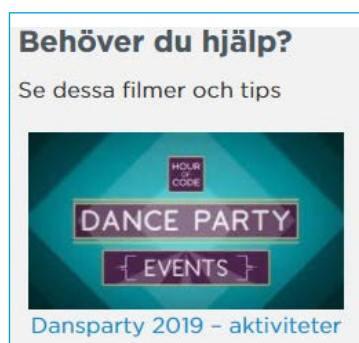 Behöver du hjälp?
Se dessa filmer och tips
HOUR
OF
CODE
DANCE PARTY
EVENTS
Dansparty 2019 – aktiviteter